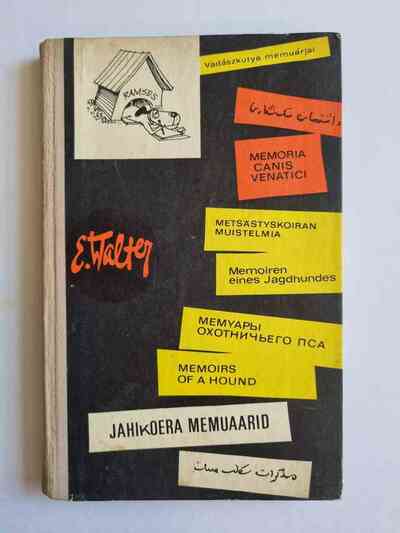 RAMSES
Vadászkutya memuárjai
MEMORIA
CANIS
VENATICI
E. Walter
METSÄSTYSKOIRAN
MUISTELMIA
Memoiren
eines Jagdhundes
МЕМУАРЫ
ОХОТНИЧЬЕГО ПСА
MEMOIRS
OF A HOUND
JAHIKOERA MEMUAARID